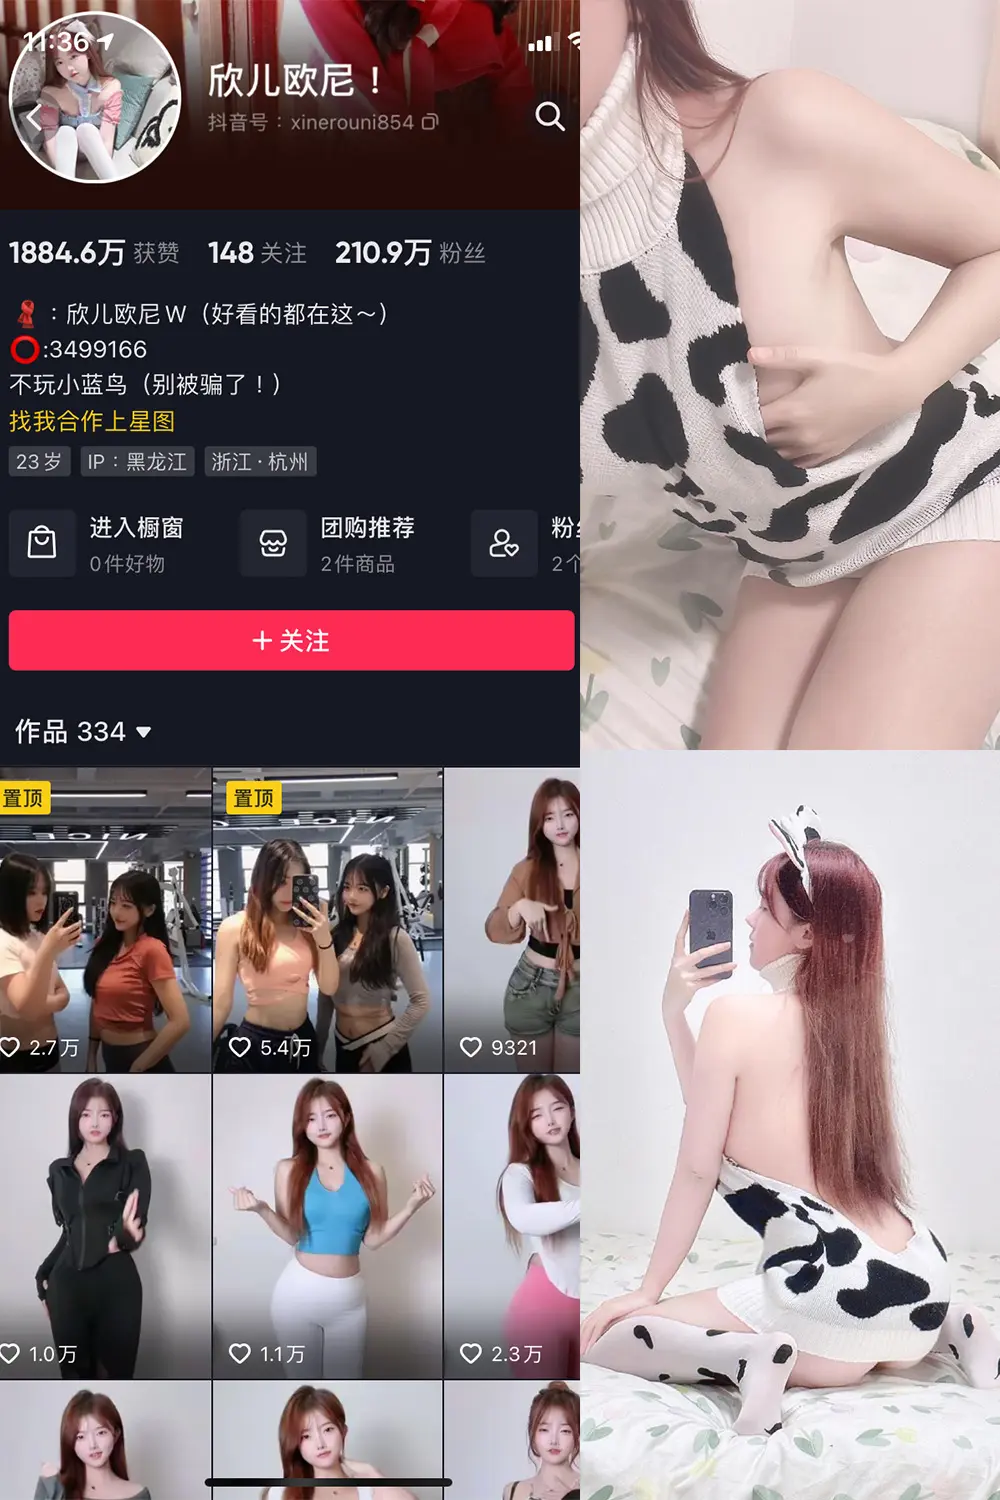 11:36
欣儿欧尼！
抖音号：xinerouni854
1884.6万 获赞 148 关注 210.9万 粉丝
：欣儿欧尼W（好看的都在这～）
:3499166
不玩小蓝鸟（别被骗了！）
找我合作上星图
23岁 IP：黑龙江 浙江·杭州
进入橱窗 团购推荐
0件好物 2件商品 2个
+ 关注
作品 334
置顶 置顶
2.7万 5.4万 9321
1.0万 1.1万 2.3万